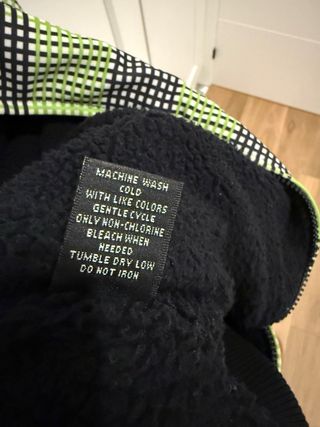 MACHINE WASH
COLD
WITH LIKE COLORS
GENTLE CYCLE
ONLY NON-CHLORINE
BLEACH WHEN
NEEDED
TUMBLE DRY LOW
DO NOT IRON